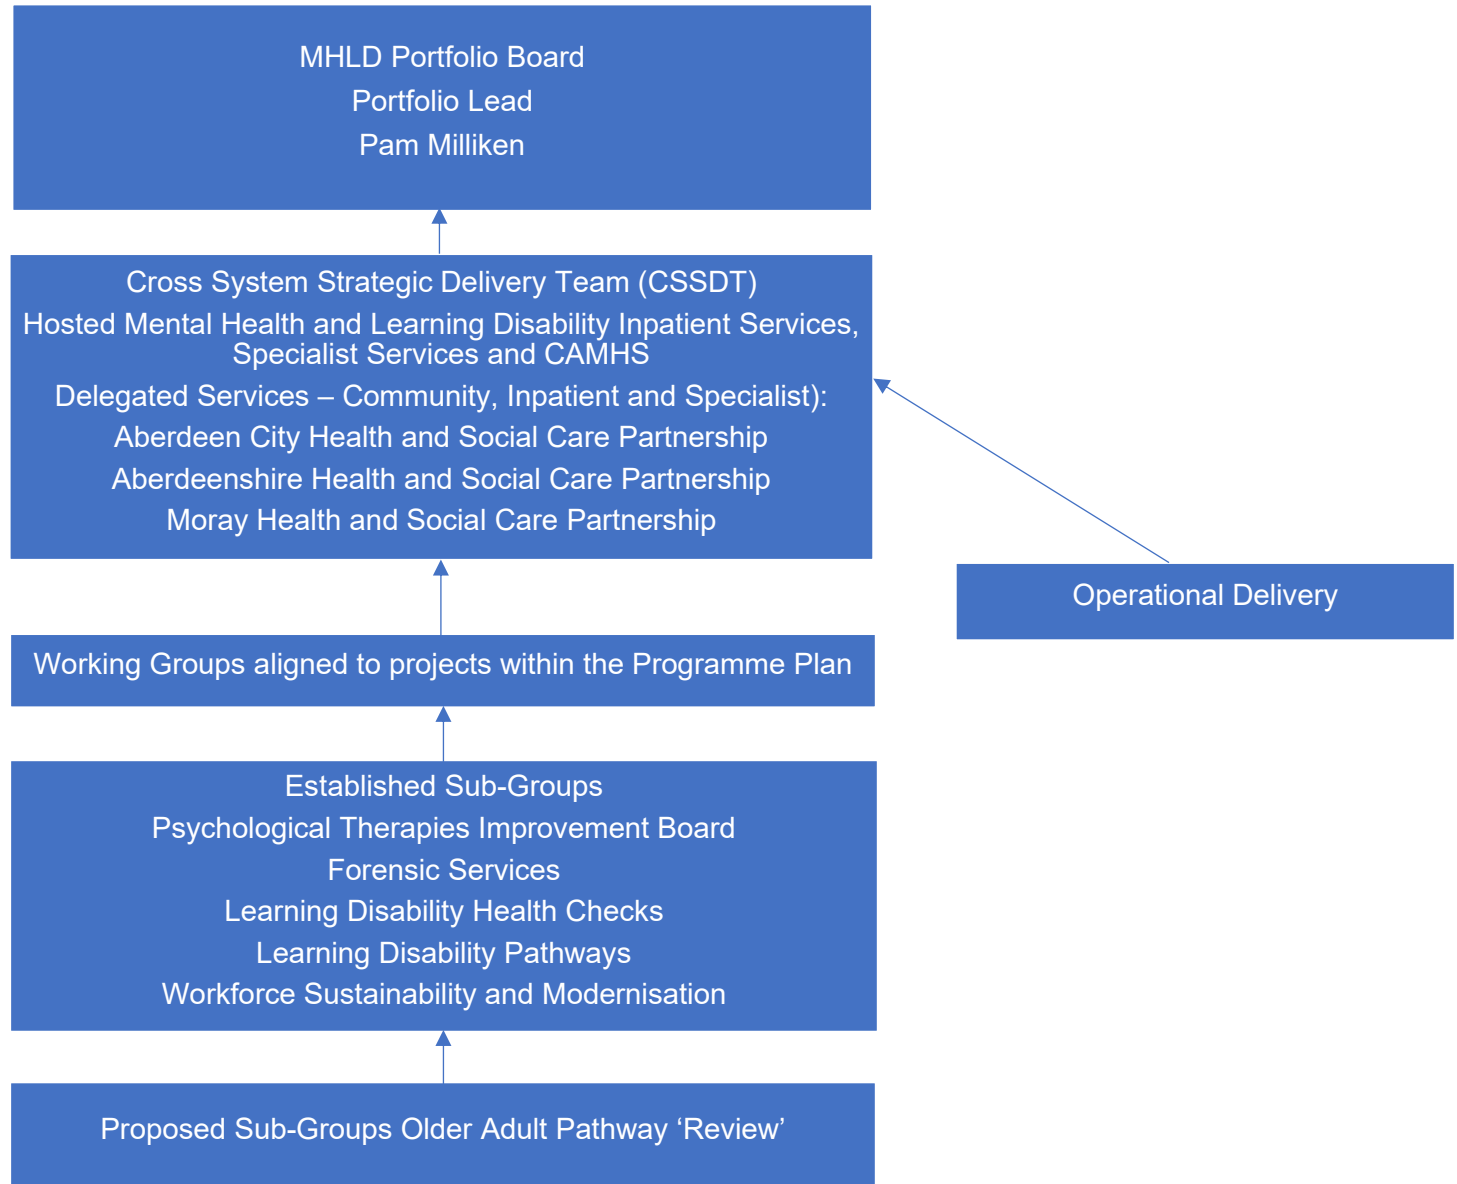 MHLD Portfolio Board
Portfolio Lead
Pam Milliken
Cross System Strategic Delivery Team (CSSDT)
Hosted Mental Health and Learning Disability Inpatient Services,
Specialist Services and CAMHS
Delegated Services – Community, Inpatient and Specialist):
Aberdeen City Health and Social Care Partnership
Aberdeenshire Health and Social Care Partnership
Moray Health and Social Care Partnership
Operational Delivery
Working Groups aligned to projects within the Programme Plan
Established Sub-Groups
Psychological Therapies Improvement Board
Forensic Services
Learning Disability Health Checks
Learning Disability Pathways
Workforce Sustainability and Modernisation
Proposed Sub-Groups Older Adult Pathway ‘Review’